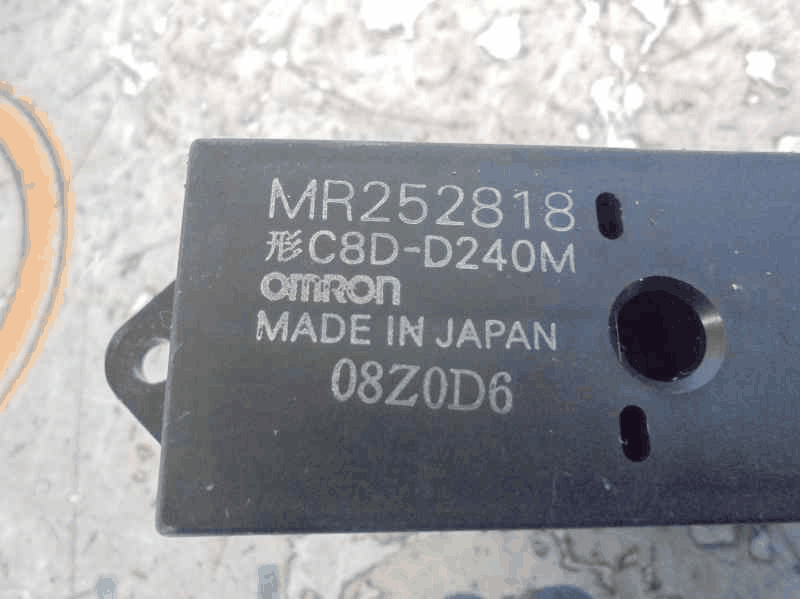 MR252818
形C8D-D240M
omron
MADE IN JAPAN
08Z0D6